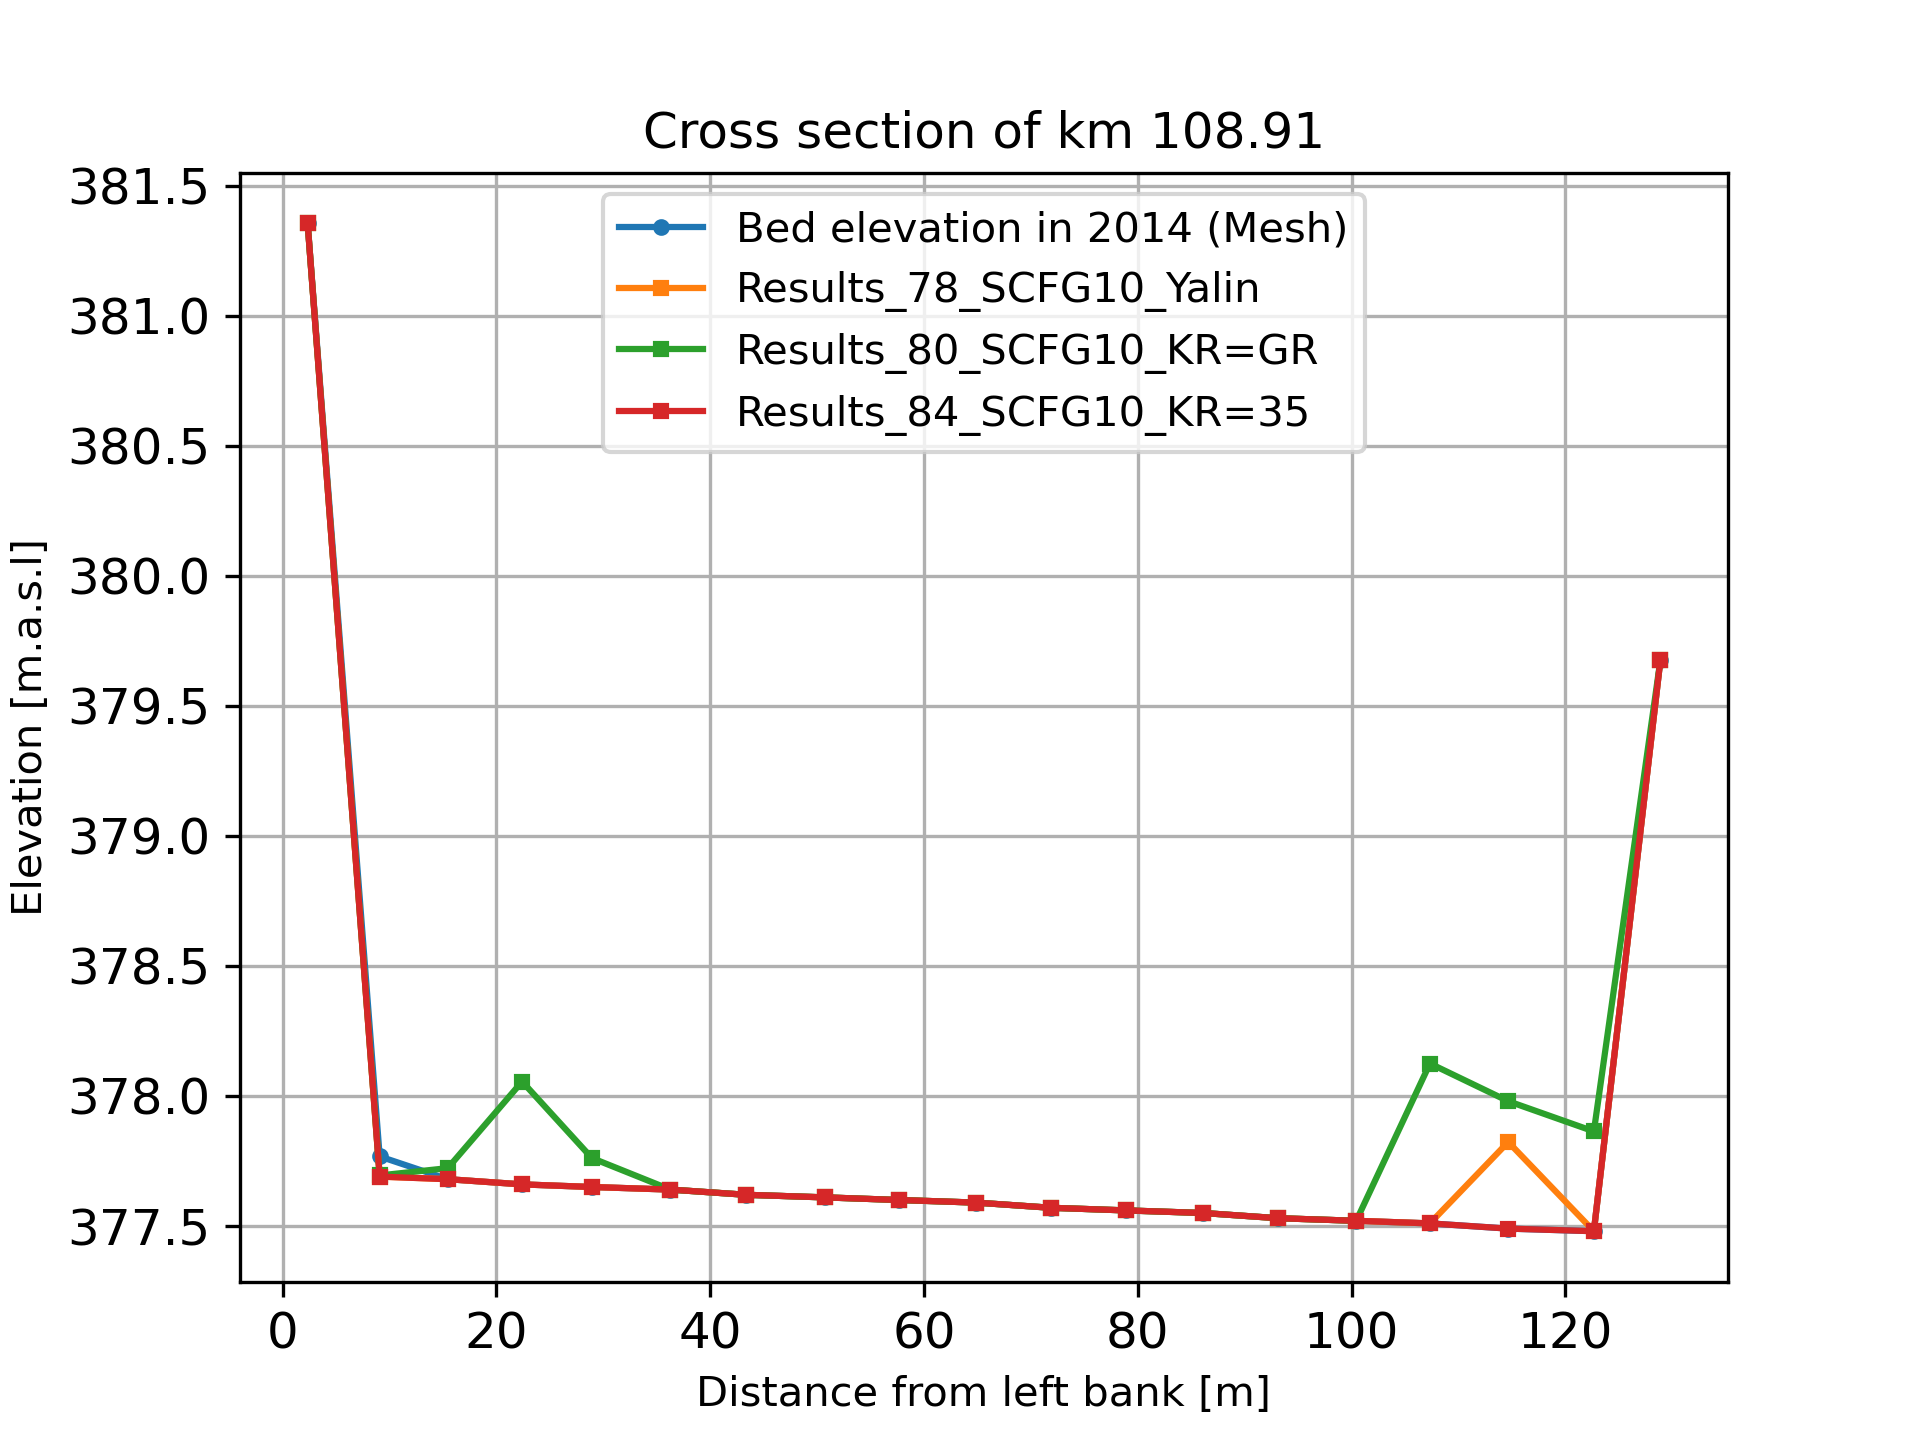 Cross section of km 108.91
381.5
381.0
380.5
380.0
379.5
379.0
378.5
378.0
377.5
Elevation [m.a.s.l]
Bed elevation in 2014 (Mesh)
Results_78_SCFG10_Yalin
Results_80_SCFG10_KR=GR
Results_84_SCFG10_KR=35
0 20 40 60 80 100 120
Distance from left bank [m]